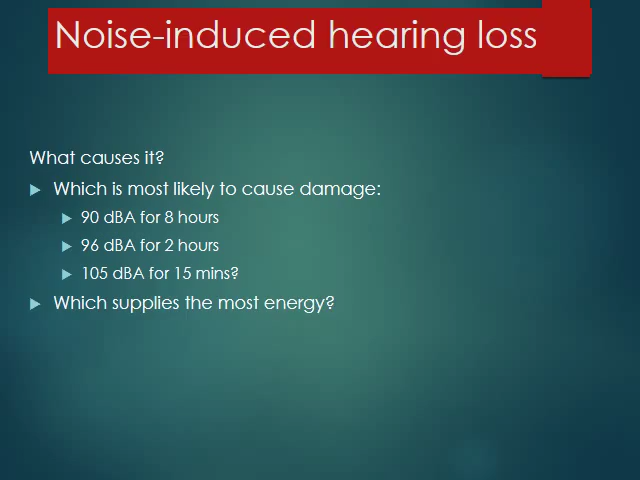 Noise-induced hearing loss
What causes it?
Which is most likely to cause damage:
90 dBA for 8 hours
96 dBA for 2 hours
105 dBA for 15 mins?
Which supplies the most energy?